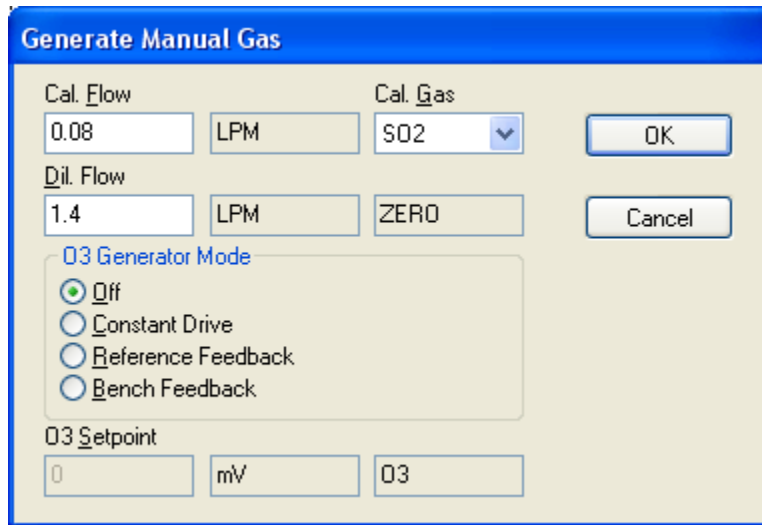 Generate Manual Gas
Cal. Flow Cal. Gas
0.08 LPM SO2 OK
Dil. Flow
1.4 LPM ZERO Cancel
O3 Generator Mode
Off
Constant Drive
Reference Feedback
Bench Feedback
O3 Setpoint
0 mV O3